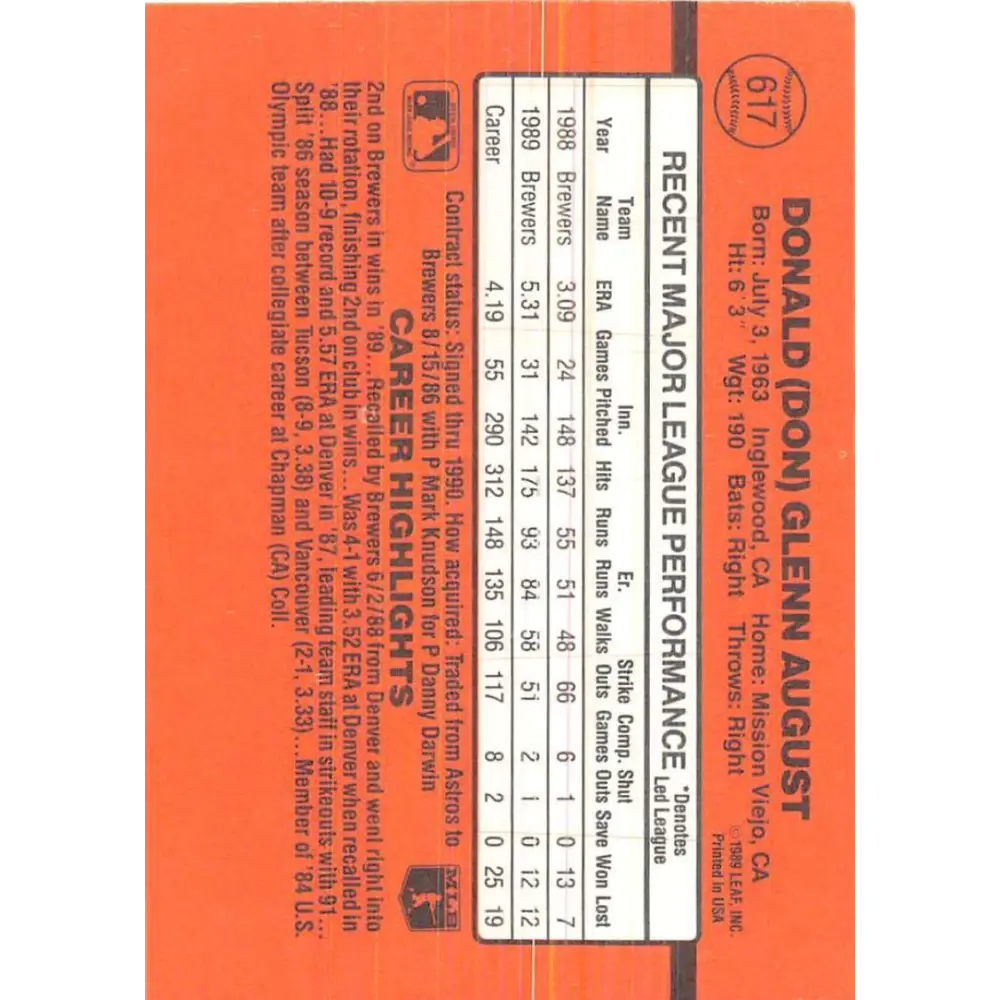 617
DONALD (DON) GLENN AUGUST
Born: July 3, 1963 Inglewood, CA Home: Mission Viejo, CA
Ht: 6' 3" Wgt: 190 Bats: Right Throws: Right
© 1989 LEAF, INC.
Printed in USA
RECENT MAJOR LEAGUE PERFORMANCE *Denotes Led League
Year Team Name ERA Games Inn. Pitched Hits Runs Er. Runs Walks Strike Outs Comp. Games Shut Outs Save Won Lost
1988 Brewers 3.09 24 148 137 55 51 48 66 6 1 0 13 7
1989 Brewers 5.31 31 142 175 93 84 58 51 2 1 0 12 12
Career 4.19 55 290 312 148 135 106 117 8 2 0 25 19
Contract status: Signed thru 1990. How acquired: Traded from Astros to
Brewers 8/15/86 with P Mark Knudson for P Danny Darwin
MLB
CAREER HIGHLIGHTS
2nd on Brewers in wins in '89...Recalled by Brewers 6/2/88 from Denver and went right into
their rotation, finishing 2nd on club in wins... Was 4-1 with 3.52 ERA at Denver when recalled in
'88...Had 10-9 record and 5.57 ERA at Denver in '87, leading team staff in strikeouts with 91...
Split '86 season between Tucson (8-9, 3.38) and Vancouver (2-1, 3.33)...Member of '84 U.S.
Olympic team after collegiate career at Chapman (CA) Coll.